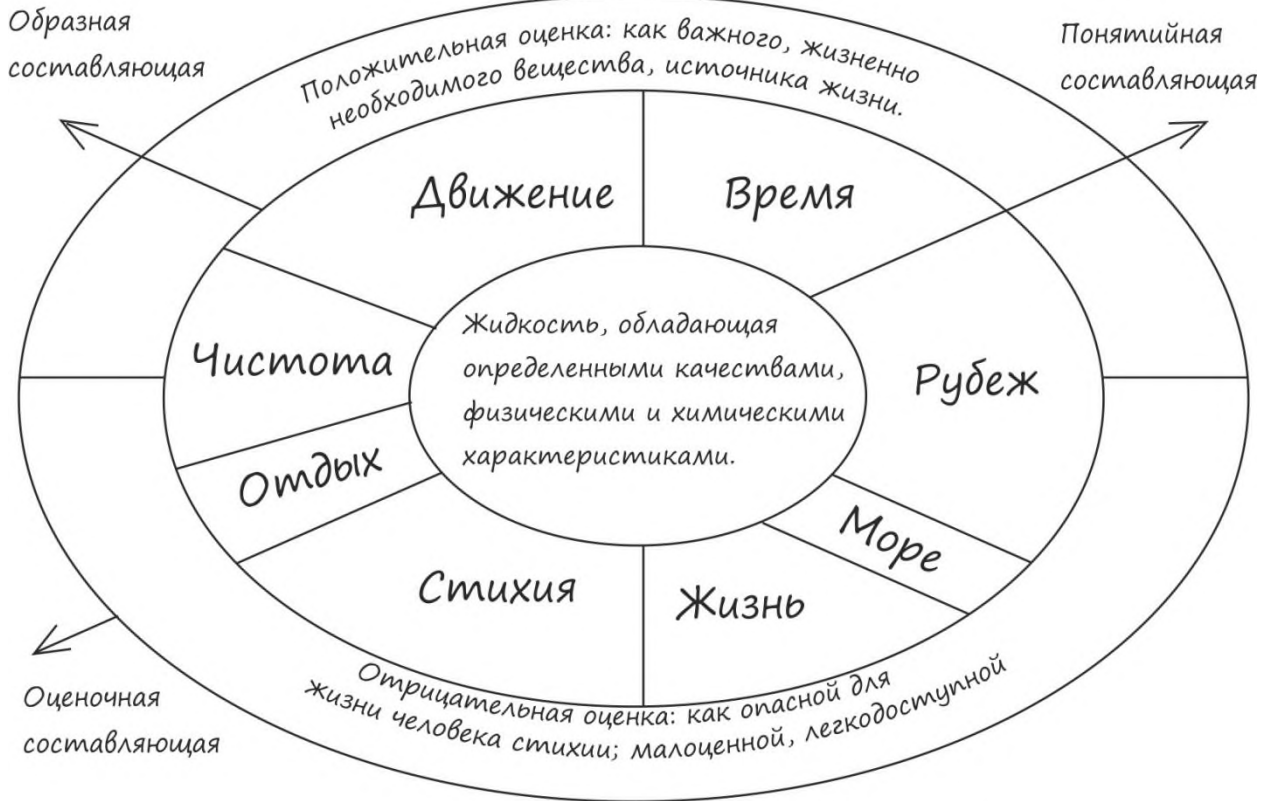 Образная
составляющая
Понятийная
составляющая
Положительная оценка: как важного, жизненно
необходимого вещества, источника жизни.
Движение
Время
Чистота
Жидкость, обладающая
определенными качествами,
физическими и химическими
характеристиками.
Рубеж
Отдых
Море
Стихия
Жизнь
Оценочная
составляющая
Отрицательная оценка: как опасной для
жизни человека стихии; малоценной, легкодоступной